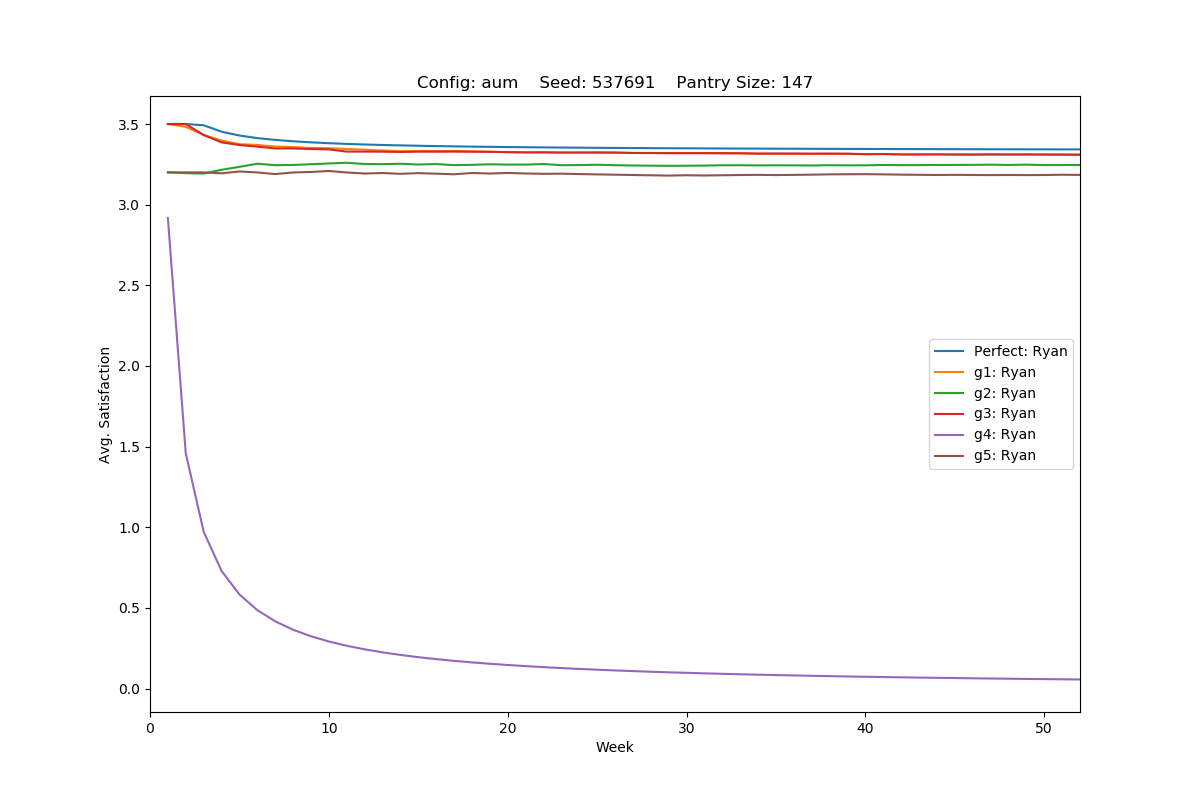 Config: aum    Seed: 537691    Pantry Size: 147
3.5
3.0
2.5
2.0
1.5
1.0
0.5
0.0
Avg. Satisfaction
Perfect: Ryan
g1: Ryan
g2: Ryan
g3: Ryan
g4: Ryan
g5: Ryan
0 10 20 30 40 50
Week